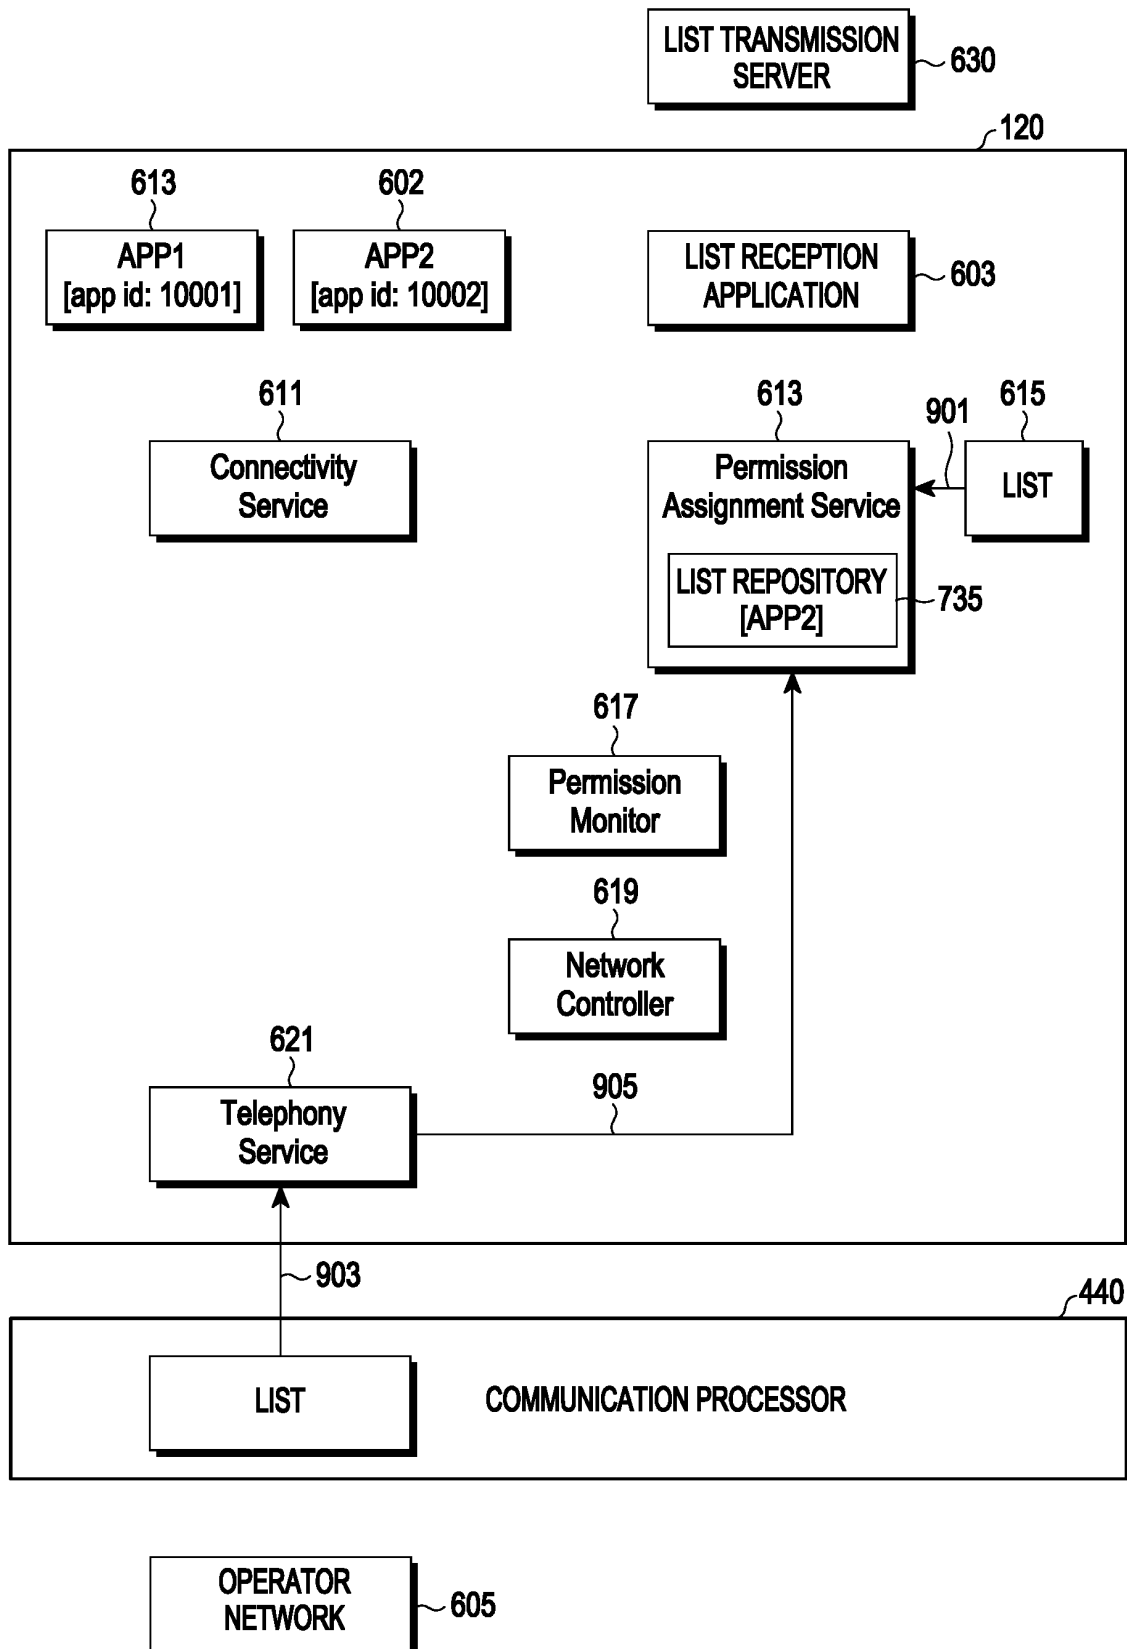 LIST TRANSMISSION
SERVER
630
120
613
602
APP1
[app id: 10001]
APP2
[app id: 10002]
LIST RECEPTION
APPLICATION
603
611
Connectivity
Service
613
Permission
Assignment Service
901
615
LIST
LIST REPOSITORY
[APP2]
735
617
Permission
Monitor
619
Network
Controller
621
Telephony
Service
905
903
440
LIST
COMMUNICATION PROCESSOR
OPERATOR
NETWORK
605